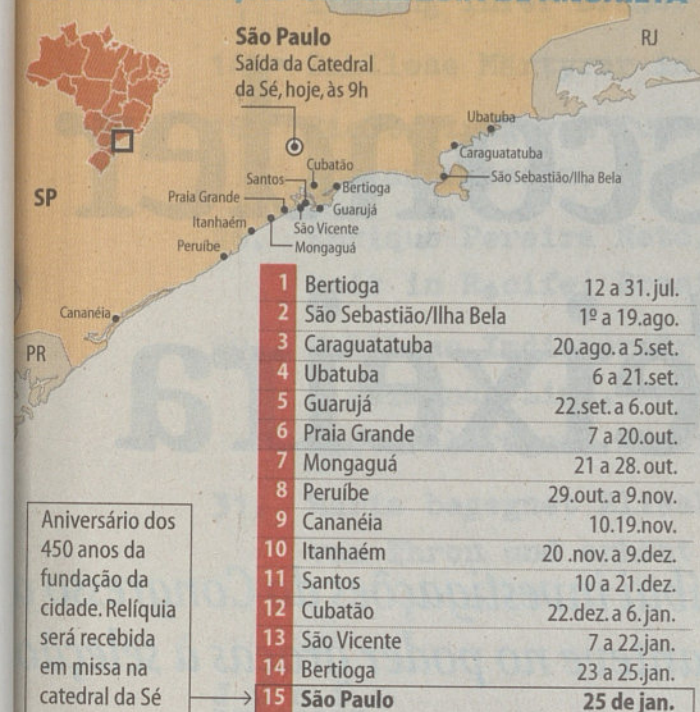 São Paulo
Saída da Catedral
da Sé, hoje, às 9h
RJ
Ubatuba
Caraguatatuba
São Sebastião/Ilha Bela
Cubatão
Santos
Bertioga
Praia Grande
Guarujá
São Vicente
Itanhaém
Mongaguá
Peruíbe
SP
Cananéia
PR
1 Bertioga 12 a 31.jul.
2 São Sebastião/Ilha Bela 1º a 19.ago.
3 Caraguatatuba 20.ago. a 5.set.
4 Ubatuba 6 a 21.set.
5 Guarujá 22.set. a 6.out.
6 Praia Grande 7 a 20.out.
7 Mongaguá 21 a 28.out.
8 Peruíbe 29.out. a 9.nov.
9 Cananéia 10.19.nov.
10 Itanhaém 20 .nov. a 9.dez.
11 Santos 10 a 21.dez.
12 Cubatão 22.dez. a 6.jan.
13 São Vicente 7 a 22.jan.
14 Bertioga 23 a 25.jan.
15 São Paulo 25 de jan.
Aniversário dos
450 anos da
fundação da
cidade. Relíquia
será recebida
em missa na
catedral da Sé